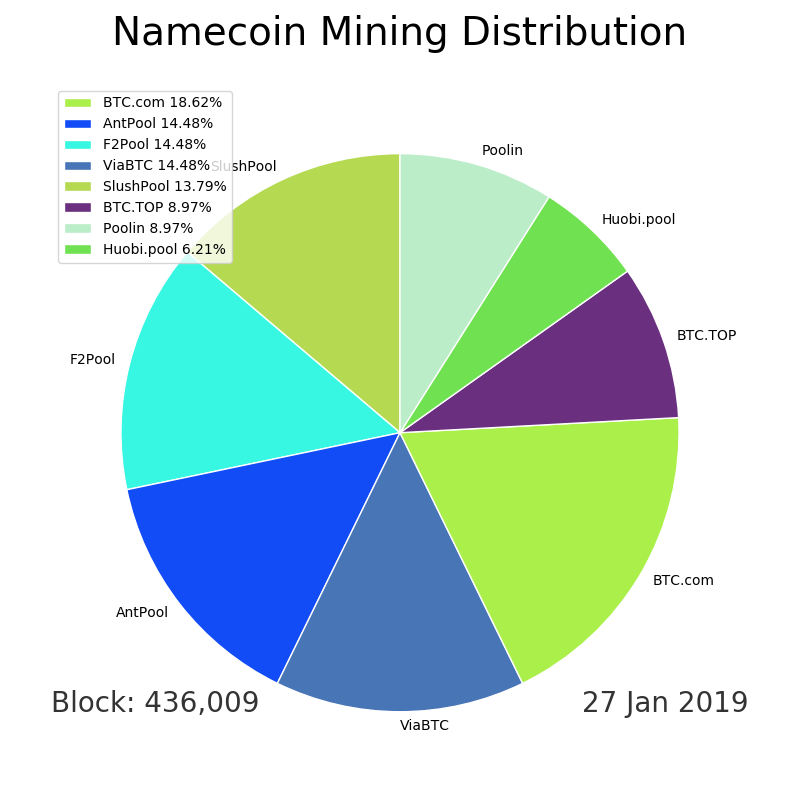 Namecoin Mining Distribution
BTC.com 18.62%
AntPool 14.48%
F2Pool 14.48%
ViaBTC 14.48%
SlushPool 13.79%
BTC.TOP 8.97%
Poolin 8.97%
Huobi.pool 6.21%
SlushPool
Poolin
Huobi.pool
BTC.TOP
F2Pool
BTC.com
AntPool
ViaBTC
Block: 436,009
27 Jan 2019